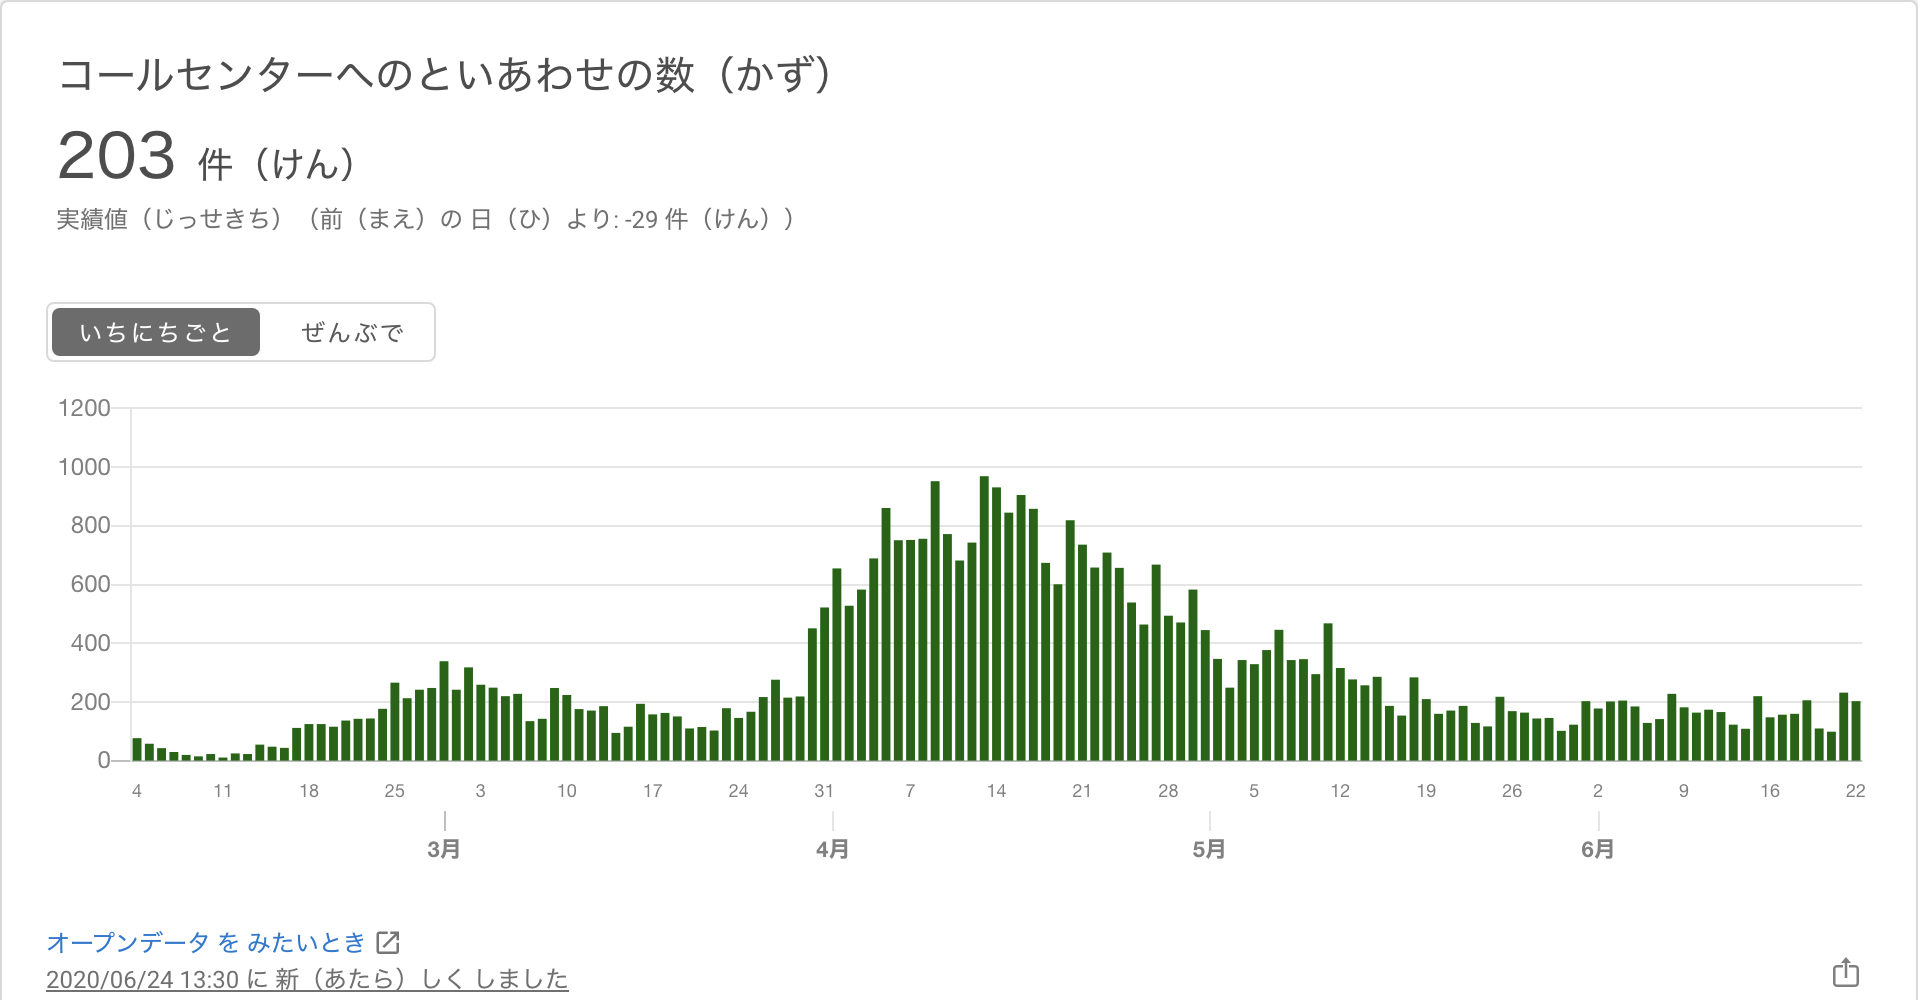 コールセンターへのといあわせの数（かず）
203 件（けん）
実績値（じっせきち）（前（まえ）の 日（ひ）より: -29 件（けん））
いちにちごと ぜんぶで
1200
1000
800
600
400
200
0
4 11 18 25 3 10 17 24 31 7 14 21 28 5 12 19 26 2 9 16 22
3月 4月 5月 6月
オープンデータ を みたいとき
2020/06/24 13:30 に 新（あたら）しく しました